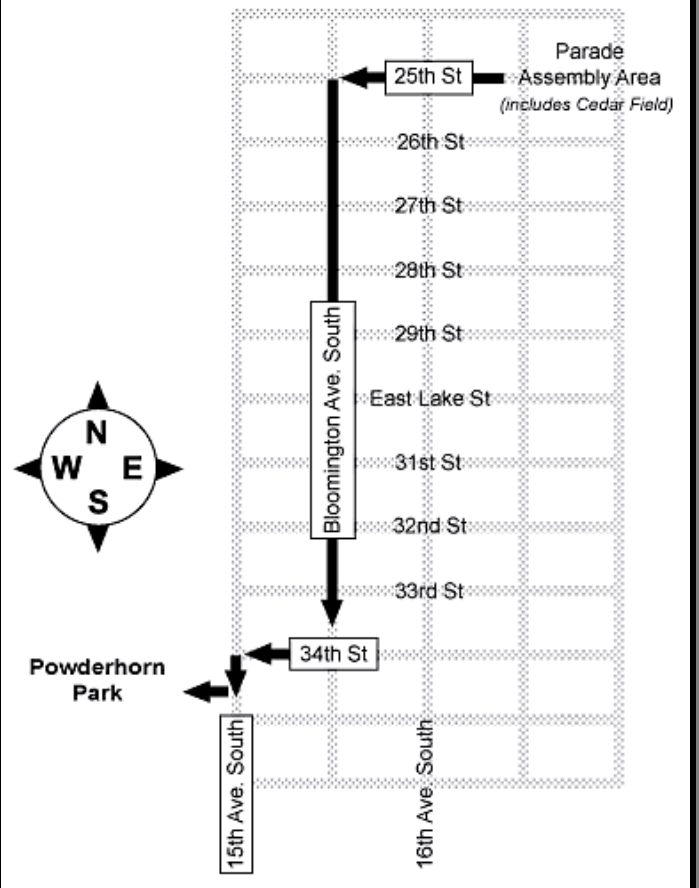 Parade
Assembly Area
(includes Cedar Field)
25th St
26th St
27th St
28th St
29th St
East Lake St
31st St
32nd St
33rd St
34th St
Bloomington Ave. South
N
W E
S
Powderhorn
Park
15th Ave. South
16th Ave. South